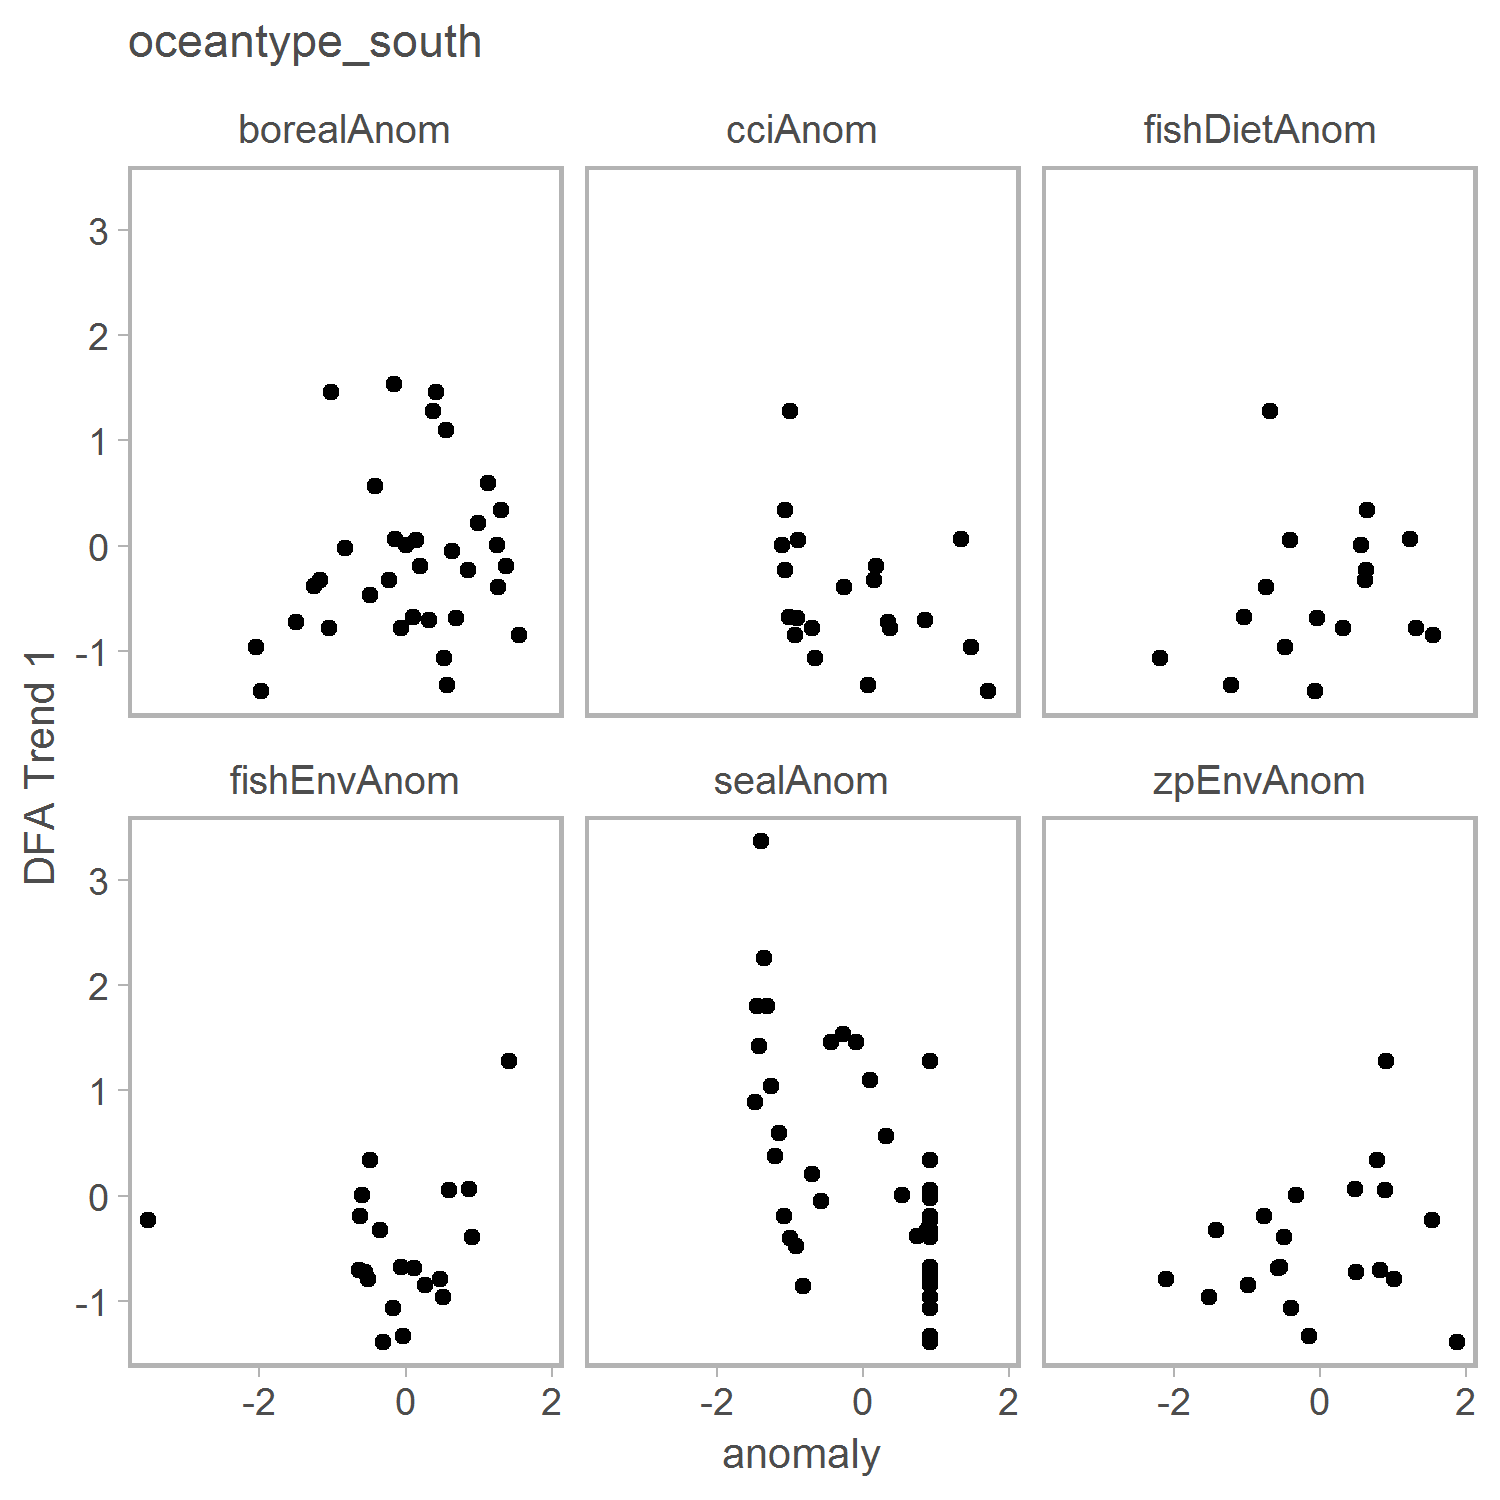 oceantype_south
borealAnom cciAnom fishDietAnom
3
2
1
0
-1
DFA Trend 1
fishEnvAnom sealAnom zpEnvAnom
3
2
1
0
-1
-2 0 2 -2 0 2 -2 0 2
anomaly